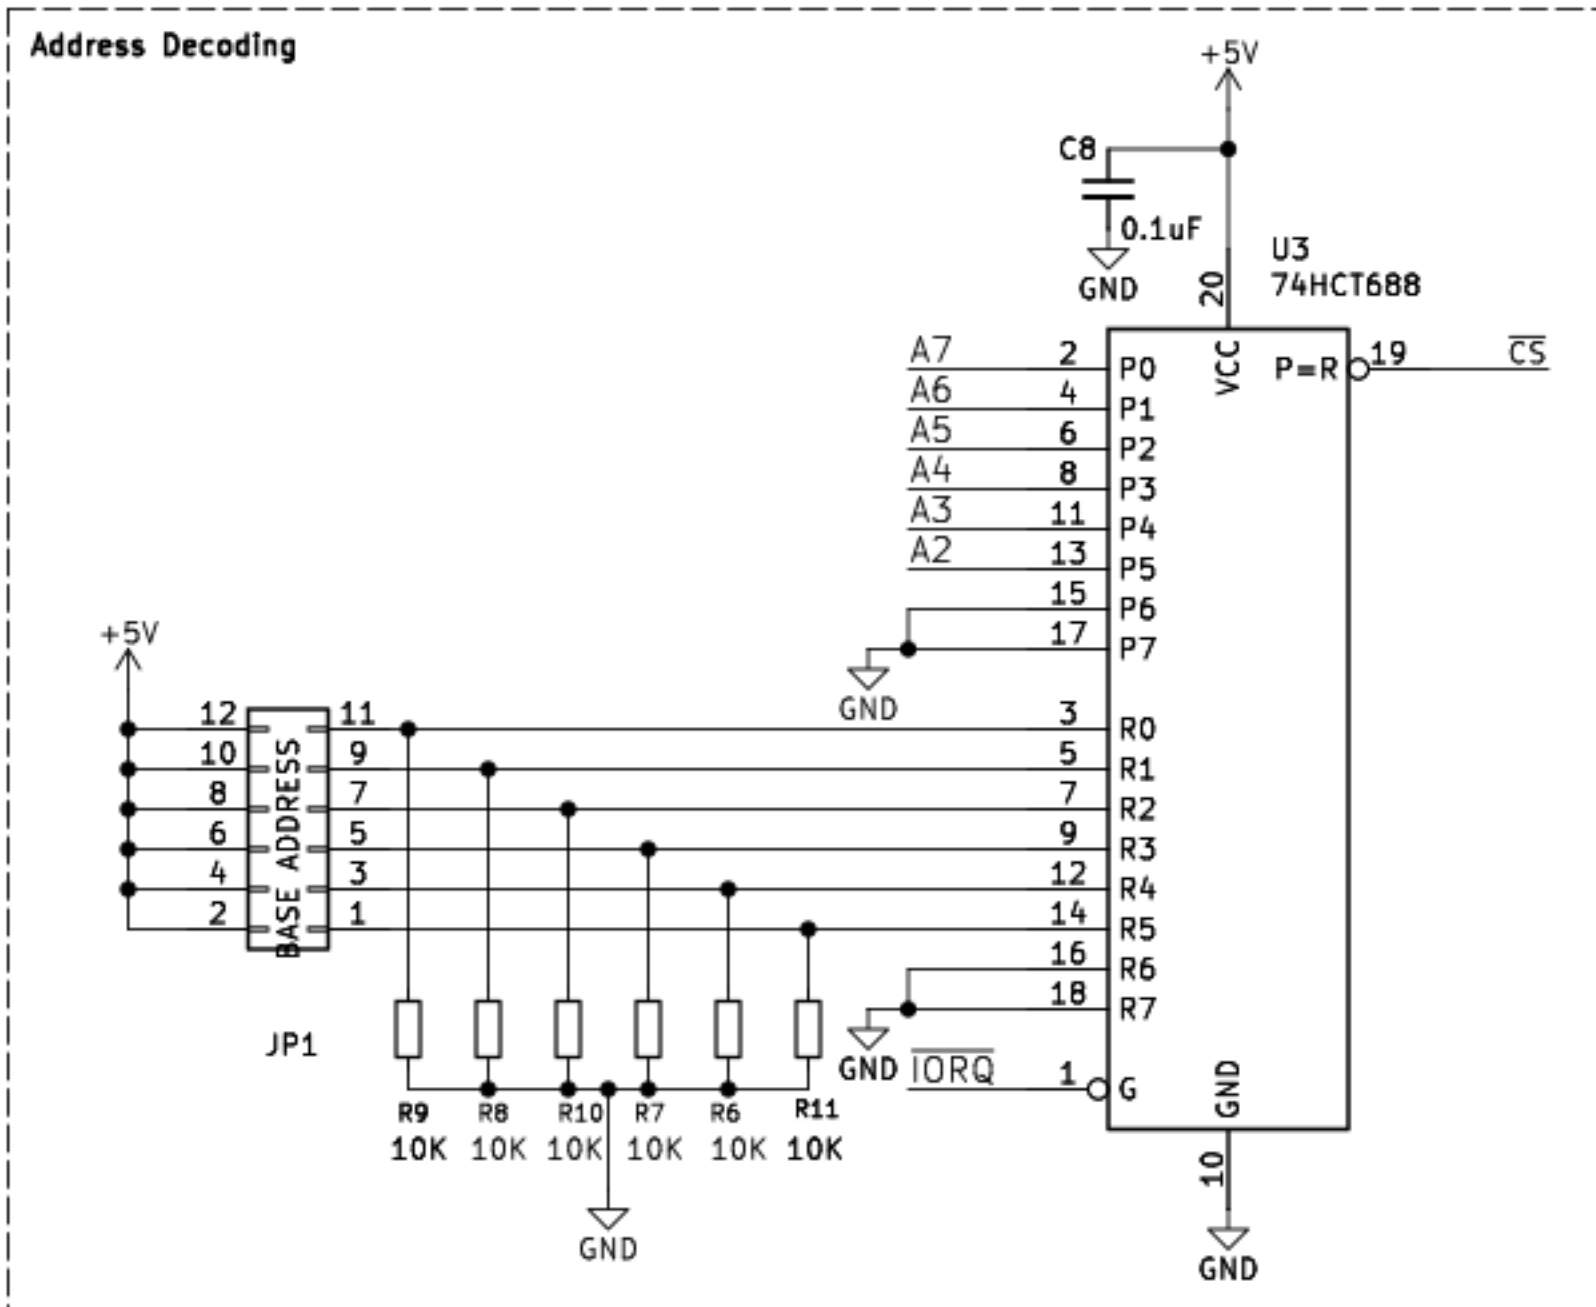 Address Decoding
+5V
C8
0.1uF
GND
U3
74HCT688
20
VCC
A7 2 P0 P=R 19 CS
A6 4 P1
A5 6 P2
A4 8 P3
A3 11 P4
A2 13 P5
15 P6
17 P7
GND
+5V
12 11 3 R0
10 9 5 R1
8 7 7 R2
6 5 9 R3
4 3 12 R4
2 1 14 R5
BASE ADDRESS
16 R6
18 R7
JP1
GND
IORQ 1 G
GND
R9 R8 R10 R7 R6 R11
10K 10K 10K 10K 10K 10K
10
GND
GND